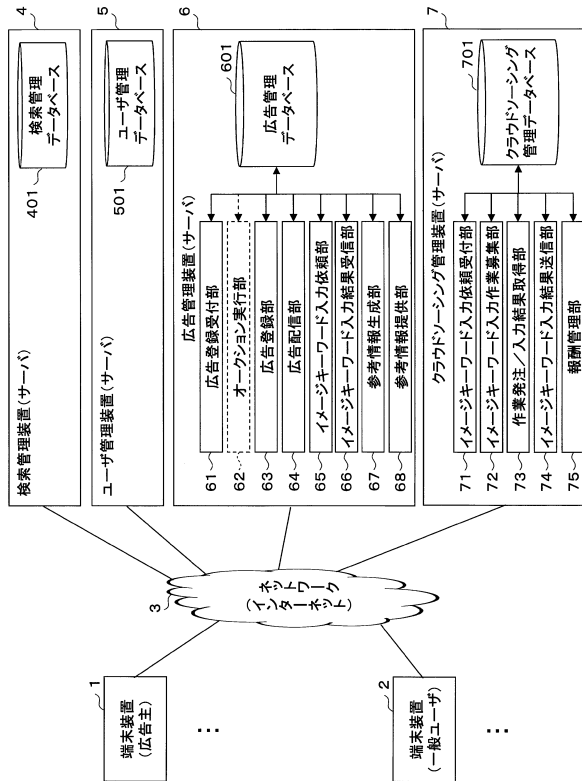 1
端末装置
(広告主)
…
2
端末装置
(一般ユーザ)
…
3
ネットワーク
(インターネット)
4
検索管理装置(サーバ)
401
検索管理
データベース
5
ユーザ管理装置(サーバ)
501
ユーザ管理
データベース
6
広告管理装置(サーバ)
61
広告登録受付部
62
オークション実行部
63
広告登録部
64
広告配信部
65
イメージキーワード入力依頼部
66
イメージキーワード入力結果受信部
67
参考情報生成部
68
参考情報提供部
601
広告管理
データベース
7
クラウドソーシング管理装置(サーバ)
71
イメージキーワード入力依頼受付部
72
イメージキーワード入力作業募集部
73
作業発注/入力結果取得部
74
イメージキーワード入力結果送信部
75
報酬管理部
701
クラウドソーシング
管理データベース